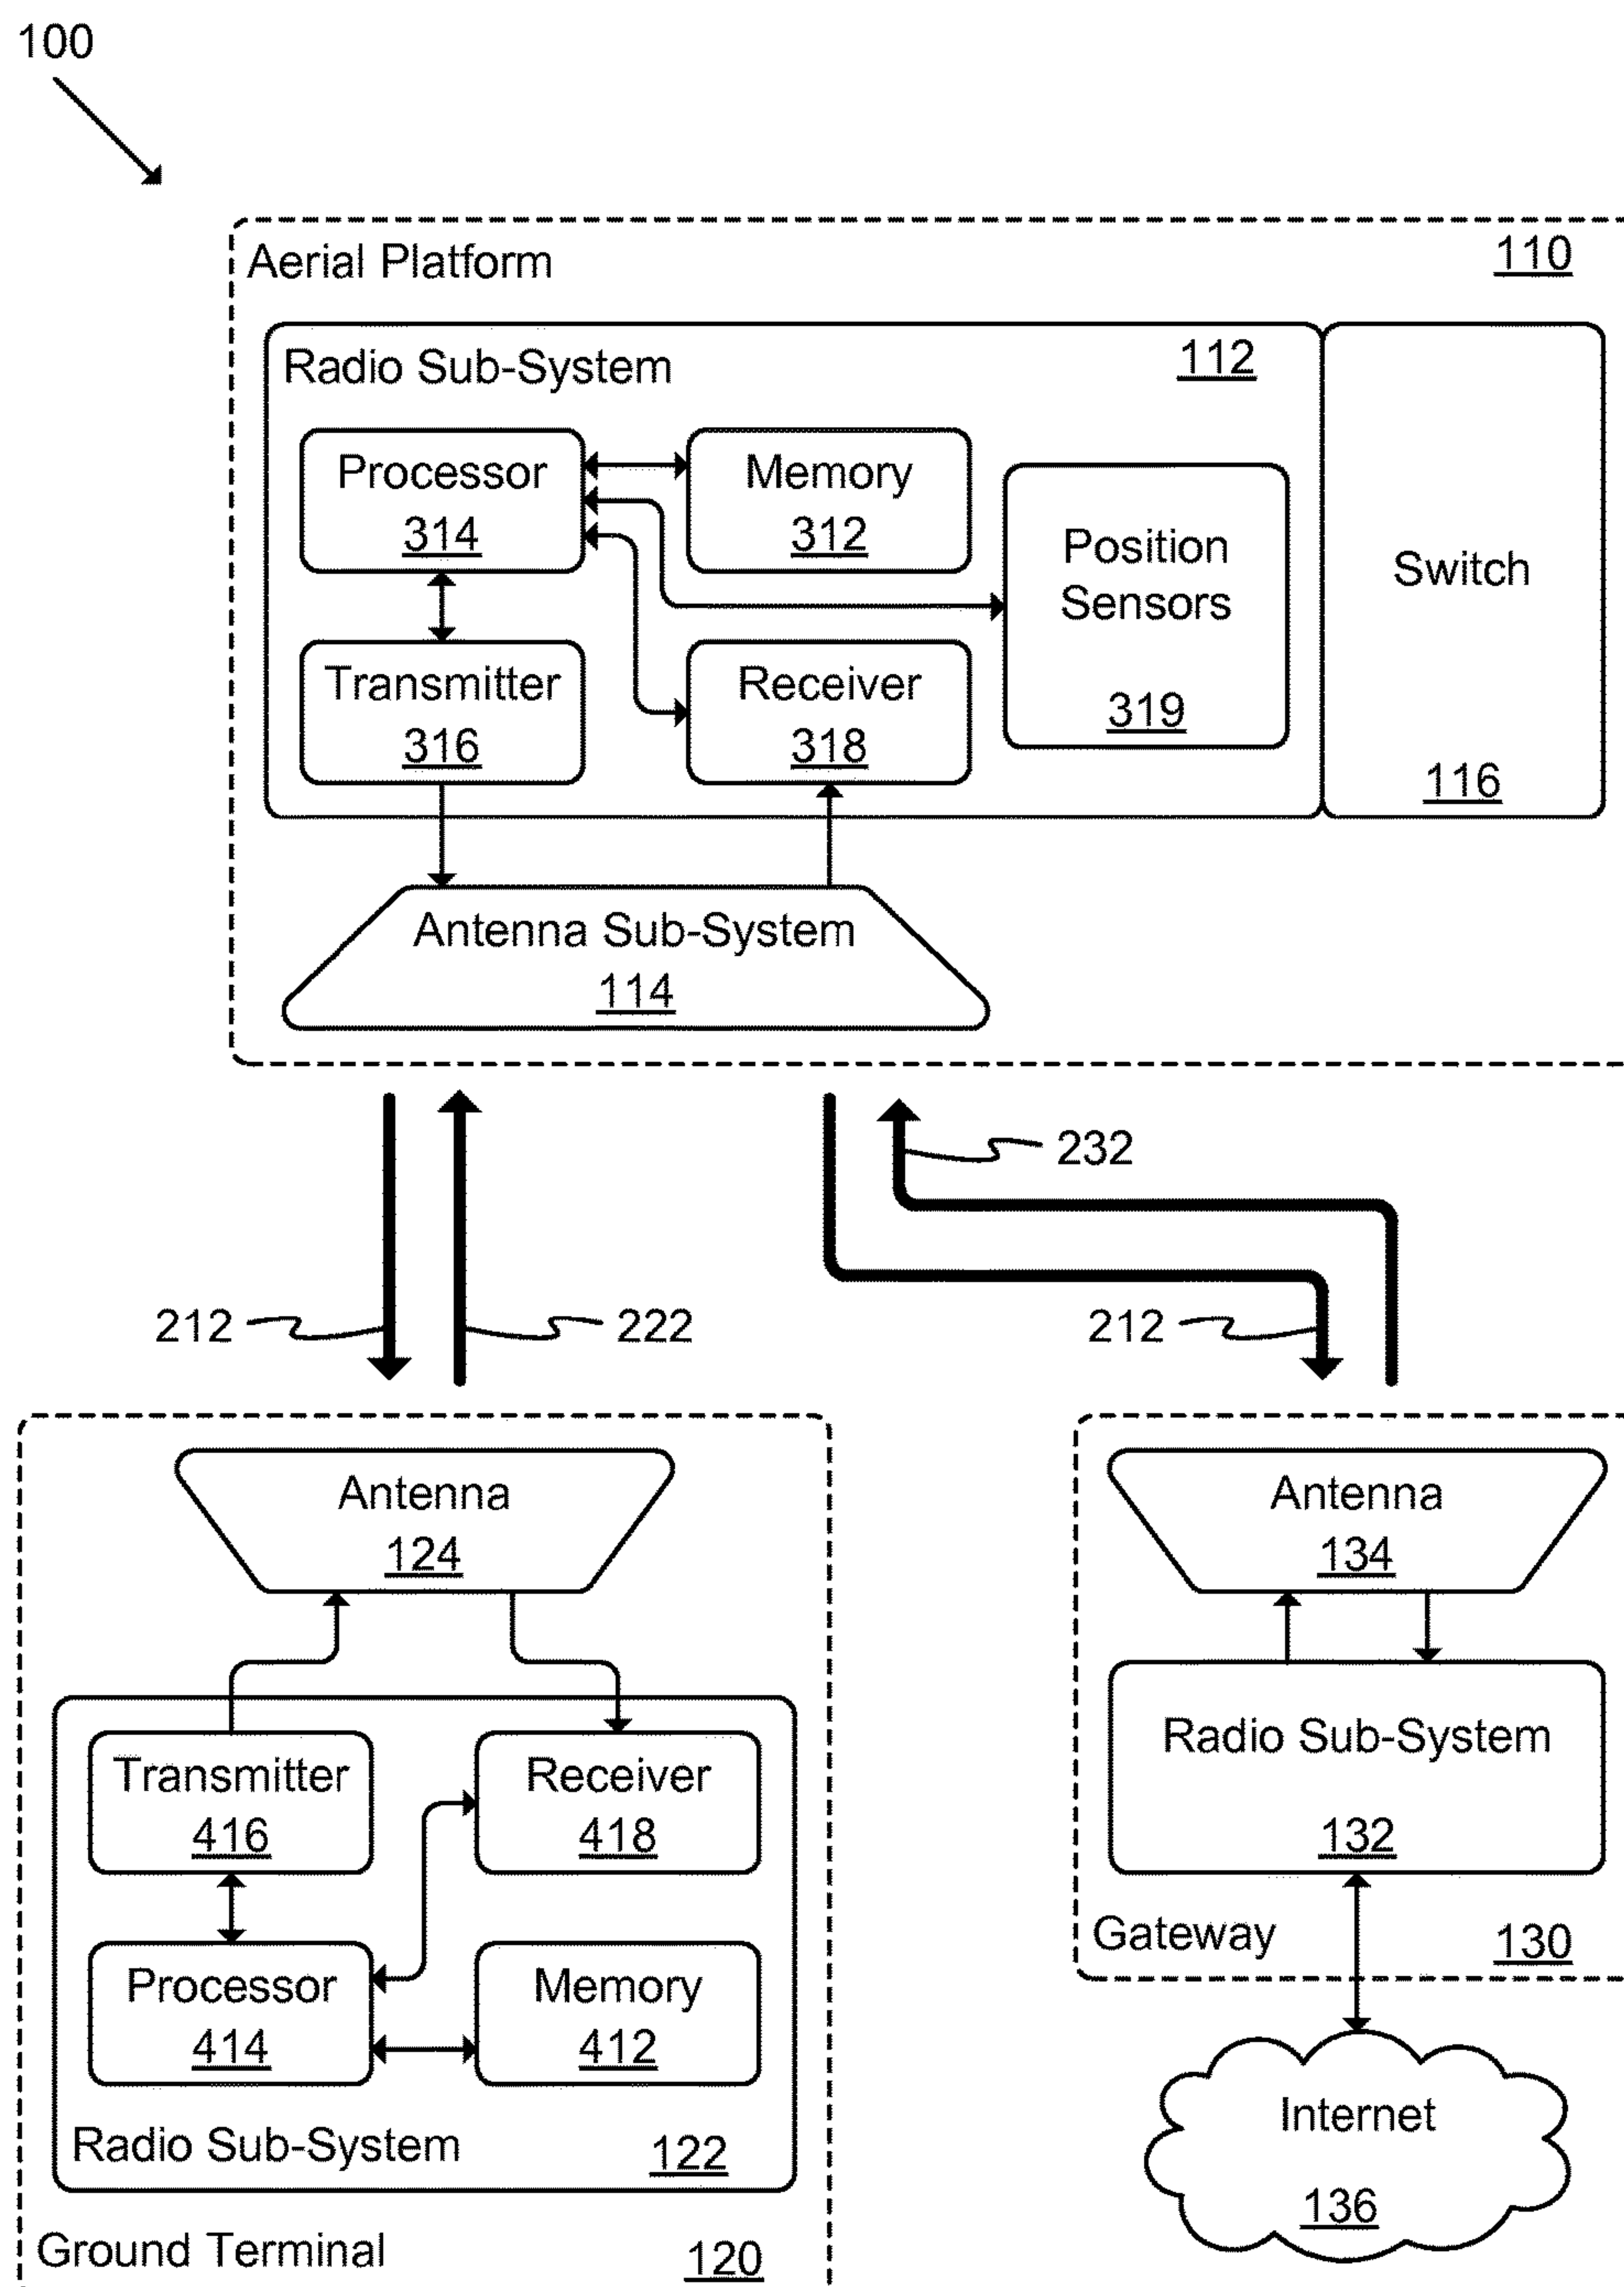 100
Aerial Platform
110
Radio Sub-System
112
Processor
314
Memory
312
Position
Sensors
319
Switch
116
Transmitter
316
Receiver
318
Antenna Sub-System
114
232
212
222
212
Antenna
124
Antenna
134
Transmitter
416
Receiver
418
Radio Sub-System
132
Processor
414
Memory
412
Gateway
130
Radio Sub-System
122
Internet
136
Ground Terminal
120